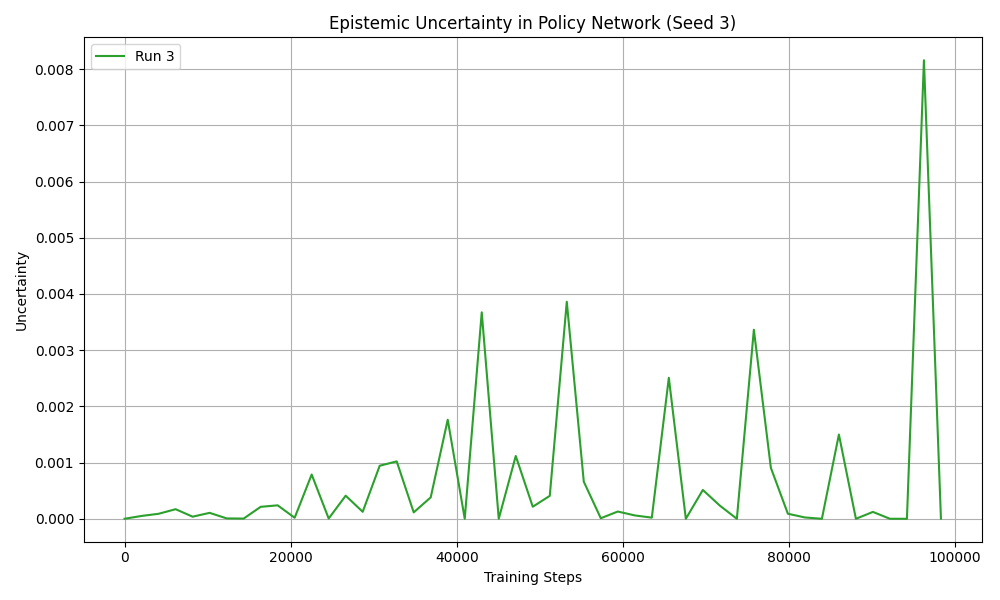 Epistemic Uncertainty in Policy Network (Seed 3)
Run 3
Uncertainty
0.008
0.007
0.006
0.005
0.004
0.003
0.002
0.001
0.000
0 20000 40000 60000 80000 100000
Training Steps